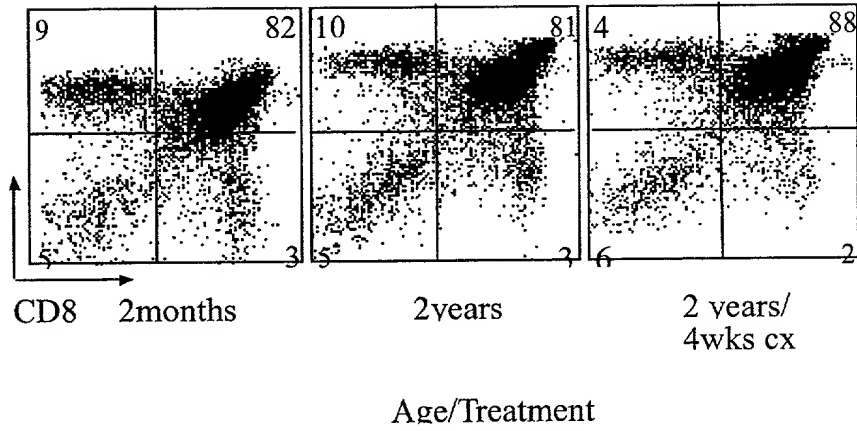 9 82 10 81 4 88
5 3 5 3 6 2
CD8 2months 2years 2 years/
4wks cx
Age/Treatment